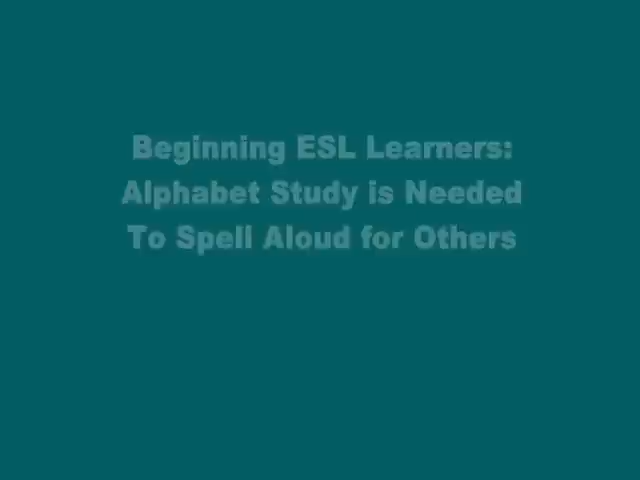 Beginning ESL Learners:
Alphabet Study is Needed
To Spell Aloud for Others